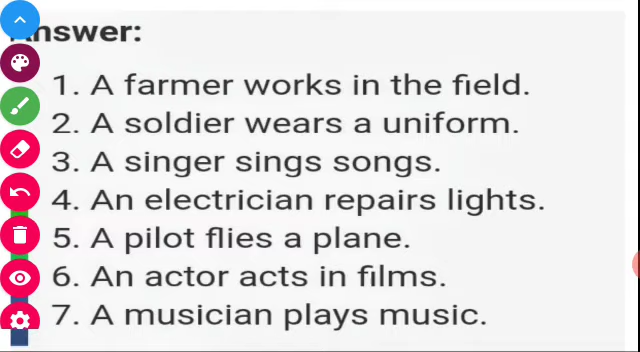 Answer:
1. A farmer works in the field.
2. A soldier wears a uniform.
3. A singer sings songs.
4. An electrician repairs lights.
5. A pilot flies a plane.
6. An actor acts in films.
7. A musician plays music.